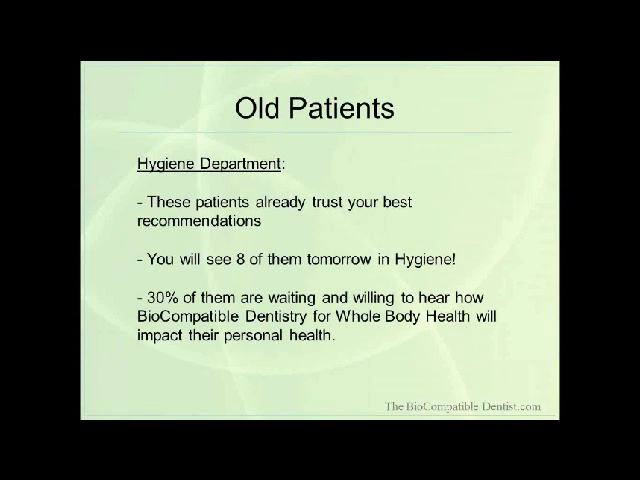 Old Patients
Hygiene Department:
- These patients already trust your best
recommendations
- You will see 8 of them tomorrow in Hygiene!
- 30% of them are waiting and willing to hear how
BioCompatible Dentistry for Whole Body Health will
impact their personal health.
The BioCompatible Dentist.com